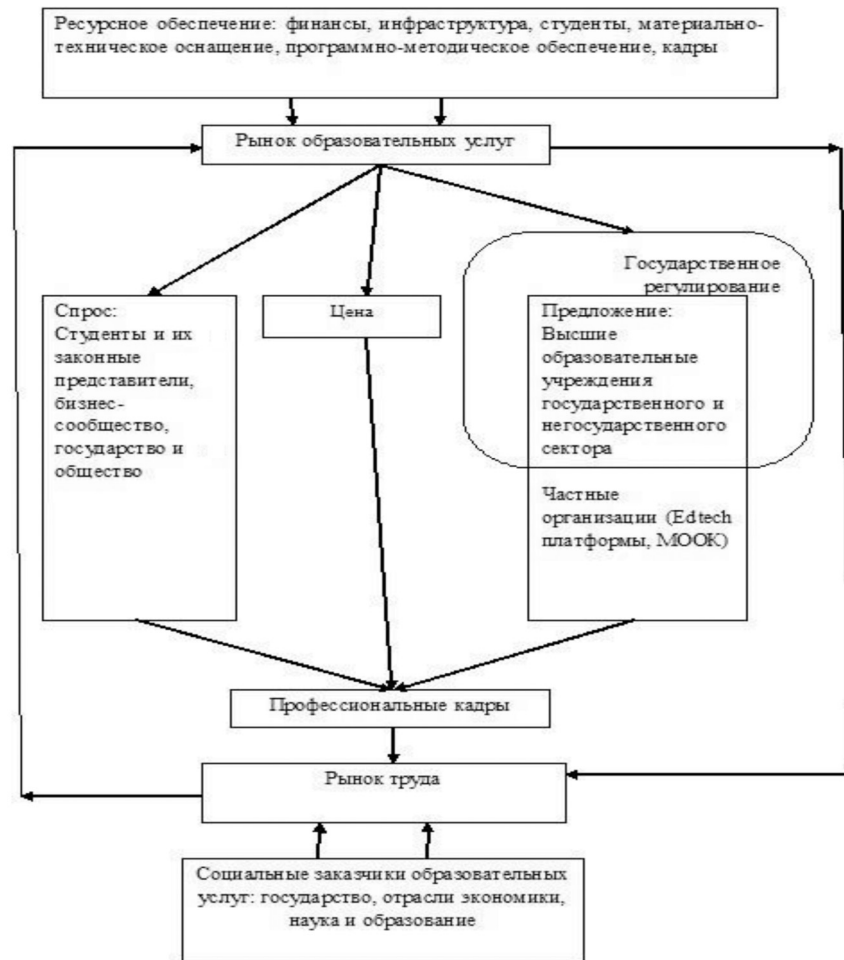 Ресурсное обеспечение: финансы, инфраструктура, студенты, материально-
техническое оснащение, программно-методическое обеспечение, кадры
Рынок образовательных услуг
Государственное
регулирование
Спрос:
Студенты и их
законные
представители,
бизнес-
сообщество,
государство и
общество
Цена
Предложение:
Высшие
образовательные
учреждения
государственного и
негосударственного
сектора
Частные
организации (Edtech
платформы, МООК)
Профессиональные кадры
Рынок труда
Социальные заказчики образовательных
услуг: государство, отрасли экономики,
наука и образование